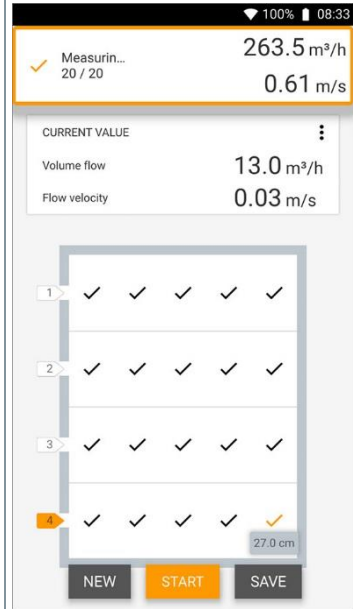 100% 08:33
Measurin... 263.5 m³/h
20 / 20 0.61 m/s
CURRENT VALUE
Volume flow 13.0 m³/h
Flow velocity 0.03 m/s
1
2
3
4
27.0 cm
NEW START SAVE